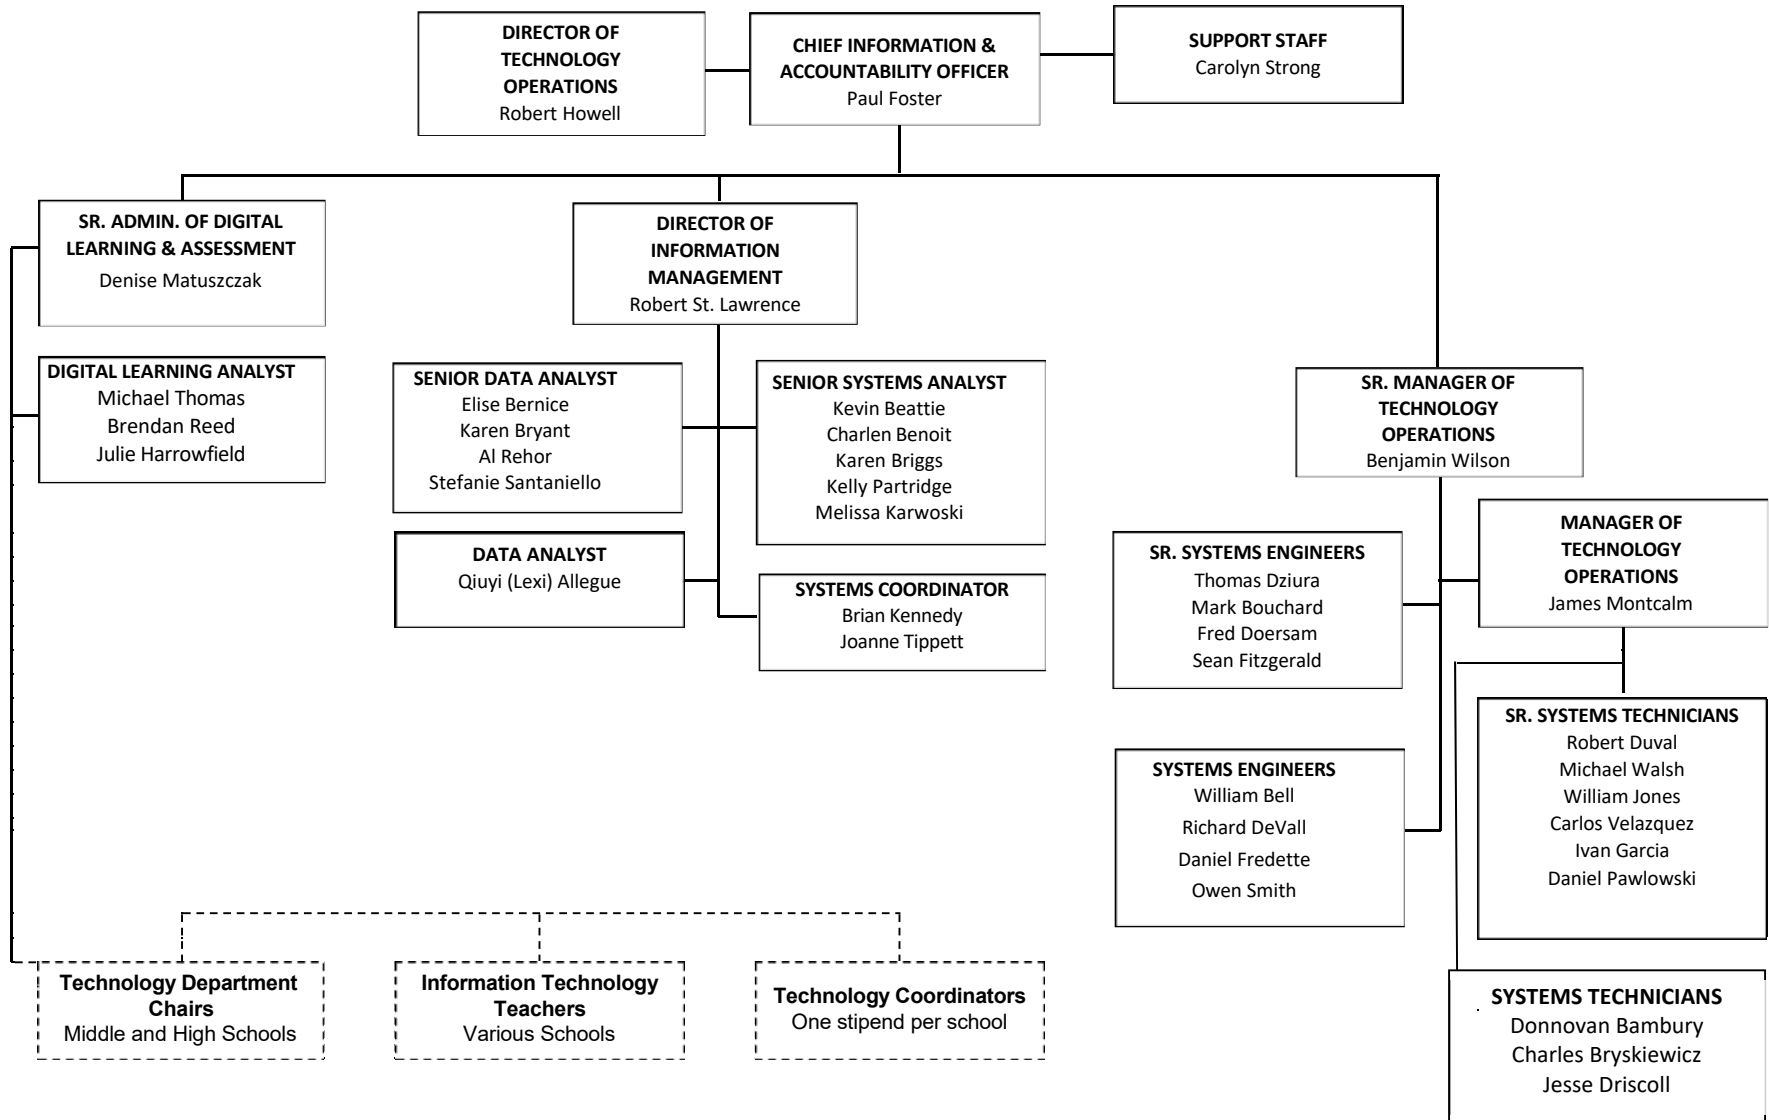 DIRECTOR OF
TECHNOLOGY
OPERATIONS
Robert Howell
CHIEF INFORMATION &
ACCOUNTABILITY OFFICER
Paul Foster
SUPPORT STAFF
Carolyn Strong
SR. ADMIN. OF DIGITAL
LEARNING & ASSESSMENT
Denise Matuszczak
DIRECTOR OF
INFORMATION
MANAGEMENT
Robert St. Lawrence
DIGITAL LEARNING ANALYST
Michael Thomas
Brendan Reed
Julie Harrowfield
SENIOR DATA ANALYST
Elise Bernice
Karen Bryant
Al Rehor
Stefanie Santaniello
SENIOR SYSTEMS ANALYST
Kevin Beattie
Charlen Benoit
Karen Briggs
Kelly Partridge
Melissa Karwoski
SR. MANAGER OF
TECHNOLOGY
OPERATIONS
Benjamin Wilson
DATA ANALYST
Qiuyi (Lexi) Allegue
SYSTEMS COORDINATOR
Brian Kennedy
Joanne Tippett
SR. SYSTEMS ENGINEERS
Thomas Dziura
Mark Bouchard
Fred Doersam
Sean Fitzgerald
MANAGER OF
TECHNOLOGY
OPERATIONS
James Montcalm
SYSTEMS ENGINEERS
William Bell
Richard DeVall
Daniel Fredette
Owen Smith
SR. SYSTEMS TECHNICIANS
Robert Duval
Michael Walsh
William Jones
Carlos Velazquez
Ivan Garcia
Daniel Pawlowski
Technology Department
Chairs
Middle and High Schools
Information Technology
Teachers
Various Schools
Technology Coordinators
One stipend per school
SYSTEMS TECHNICIANS
Donnovan Bambury
Charles Bryskiewicz
Jesse Driscoll